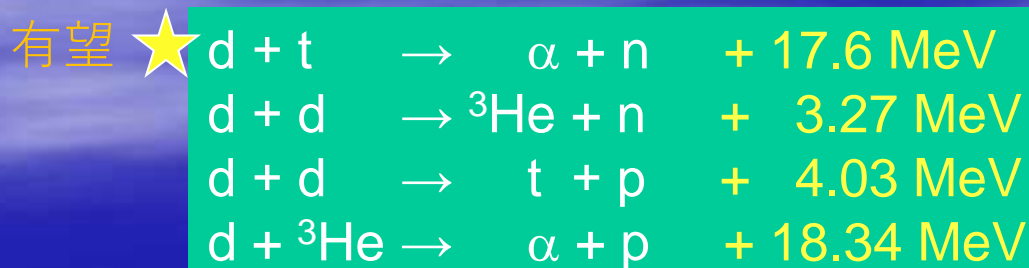 有望 d + t → α + n + 17.6 MeV
d + d → ³He + n + 3.27 MeV
d + d → t + p + 4.03 MeV
d + ³He → α + p + 18.34 MeV